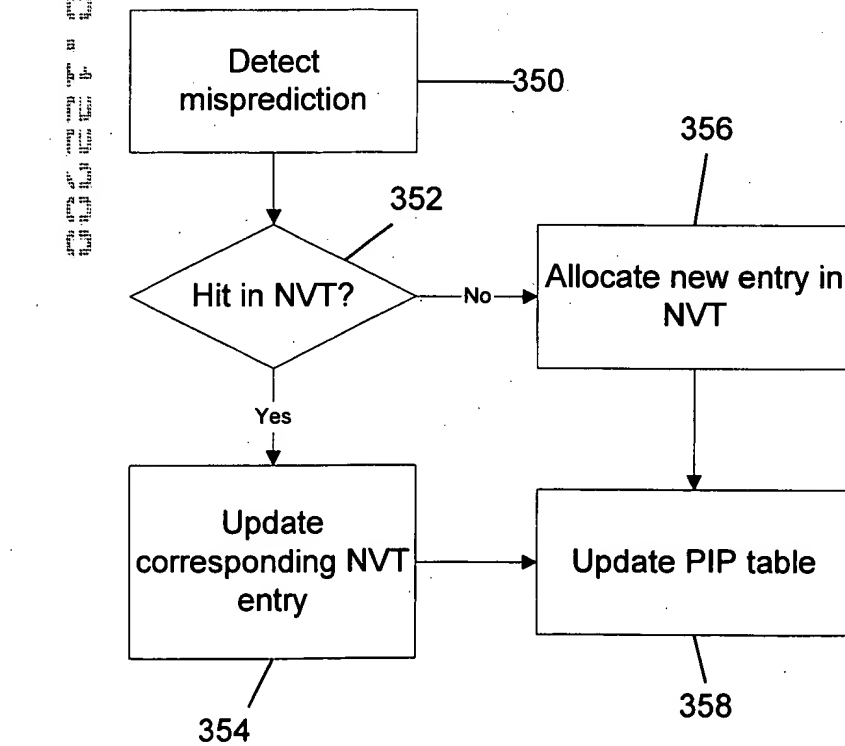 Detect
misprediction
350
356
352
Hit in NVT?
No
Allocate new entry in
NVT
Yes
Update
corresponding NVT
entry
Update PIP table
354
358